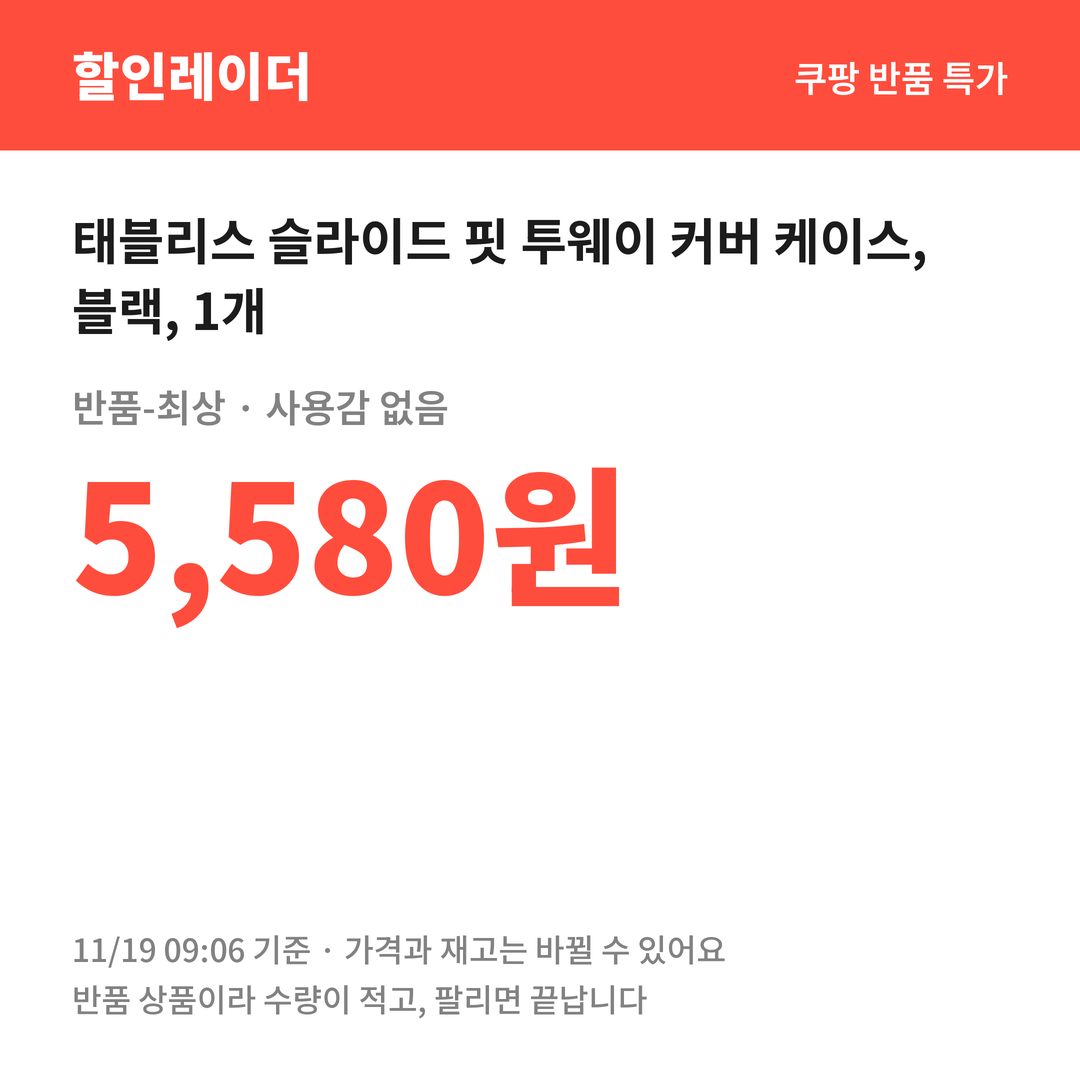 할인레이더
쿠팡 반품 특가
태블리스 슬라이드 핏 투웨이 커버 케이스,
블랙, 1개
반품-최상 · 사용감 없음
5,580원
11/19 09:06 기준 · 가격과 재고는 바뀔 수 있어요
반품 상품이라 수량이 적고, 팔리면 끝납니다